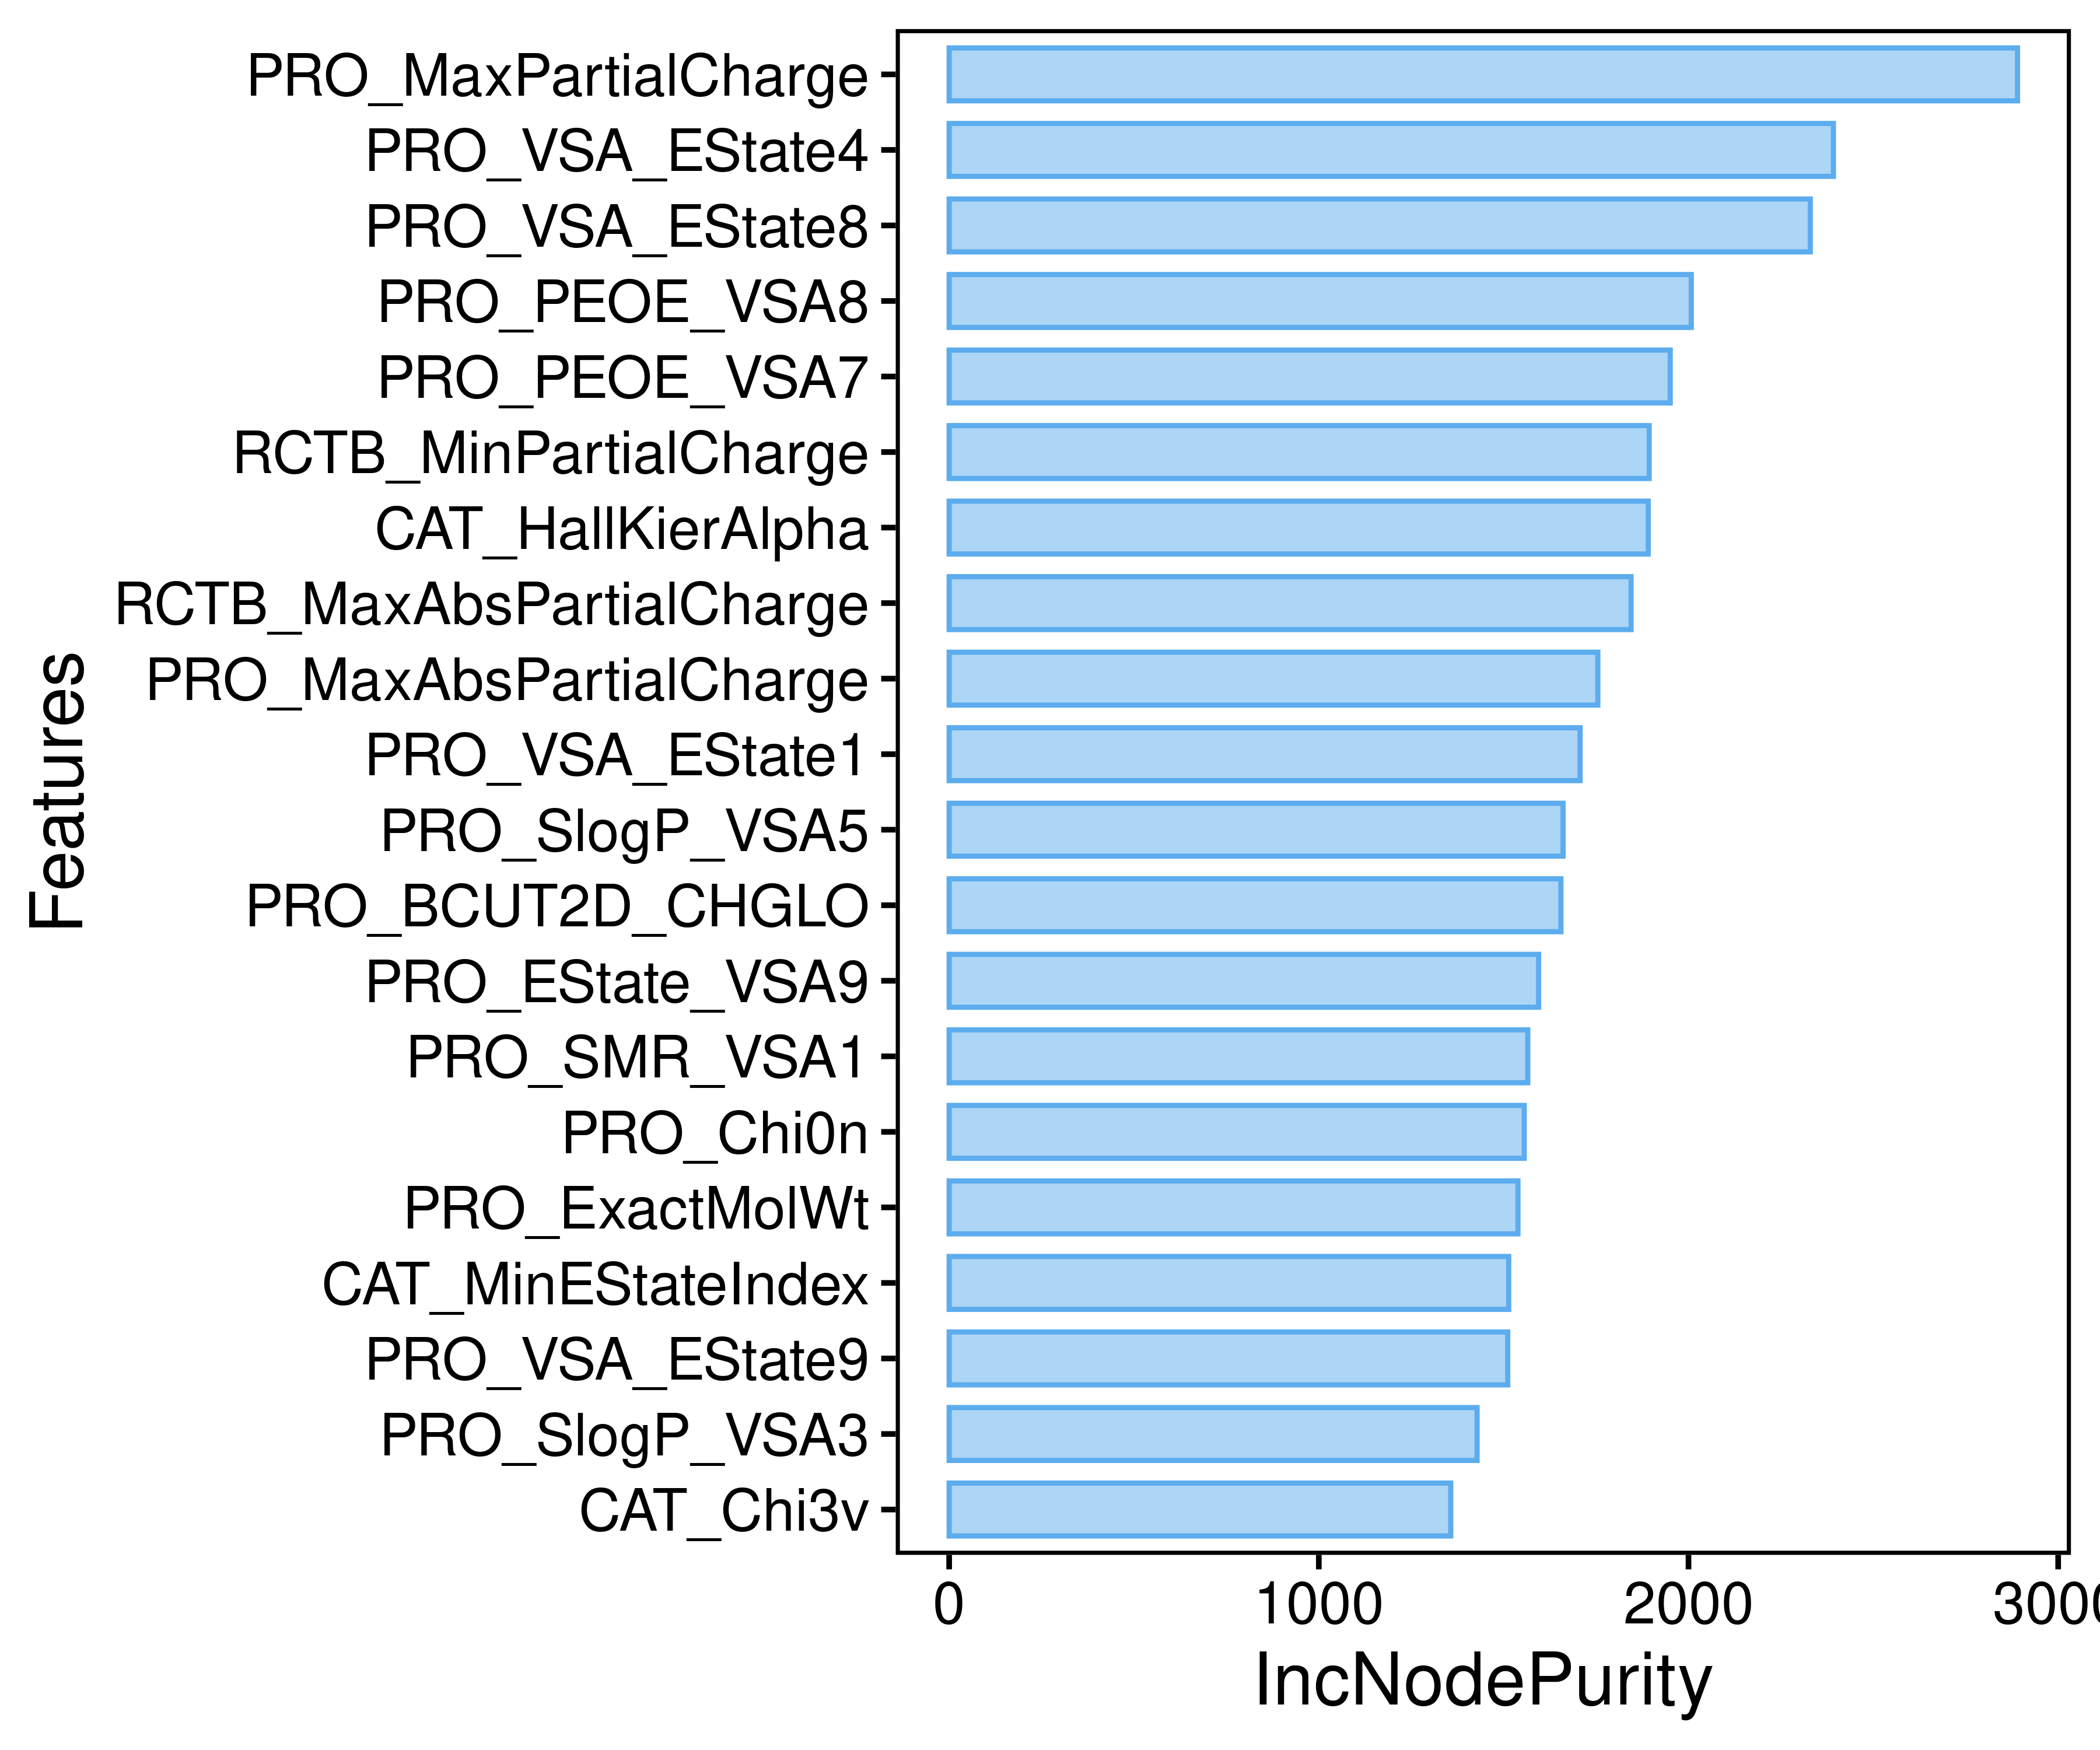 PRO_MaxPartialCharge
PRO_VSA_EState4
PRO_VSA_EState8
PRO_PEOE_VSA8
PRO_PEOE_VSA7
RCTB_MinPartialCharge
CAT_HallKierAlpha
RCTB_MaxAbsPartialCharge
PRO_MaxAbsPartialCharge
PRO_VSA_EState1
PRO_SlogP_VSA5
PRO_BCUT2D_CHGLO
PRO_EState_VSA9
PRO_SMR_VSA1
PRO_Chi0n
PRO_ExactMolWt
CAT_MinEStateIndex
PRO_VSA_EState9
PRO_SlogP_VSA3
CAT_Chi3v
Features
0 1000 2000 3000
IncNodePurity